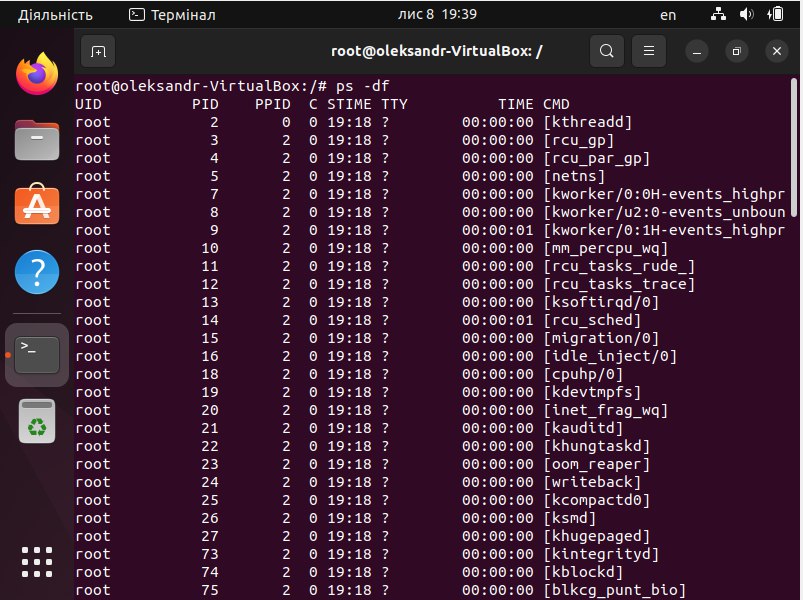 Діяльність Термінал лис 8 19:39 en
root@oleksandr-VirtualBox: /
root@oleksandr-VirtualBox:/# ps -df
UID PID PPID C STIME TTY TIME CMD
root 2 0 0 19:18 ? 00:00:00 [kthreadd]
root 3 2 0 19:18 ? 00:00:00 [rcu_gp]
root 4 2 0 19:18 ? 00:00:00 [rcu_par_gp]
root 5 2 0 19:18 ? 00:00:00 [netns]
root 7 2 0 19:18 ? 00:00:00 [kworker/0:0H-events_highpr
root 8 2 0 19:18 ? 00:00:00 [kworker/u2:0-events_unboun
root 9 2 0 19:18 ? 00:00:01 [kworker/0:1H-events_highpr
root 10 2 0 19:18 ? 00:00:00 [mm_percpu_wq]
root 11 2 0 19:18 ? 00:00:00 [rcu_tasks_rude_]
root 12 2 0 19:18 ? 00:00:00 [rcu_tasks_trace]
root 13 2 0 19:18 ? 00:00:00 [ksoftirqd/0]
root 14 2 0 19:18 ? 00:00:01 [rcu_sched]
root 15 2 0 19:18 ? 00:00:00 [migration/0]
root 16 2 0 19:18 ? 00:00:00 [idle_inject/0]
root 18 2 0 19:18 ? 00:00:00 [cpuhp/0]
root 19 2 0 19:18 ? 00:00:00 [kdevtmpfs]
root 20 2 0 19:18 ? 00:00:00 [inet_frag_wq]
root 21 2 0 19:18 ? 00:00:00 [kauditd]
root 22 2 0 19:18 ? 00:00:00 [khungtaskd]
root 23 2 0 19:18 ? 00:00:00 [oom_reaper]
root 24 2 0 19:18 ? 00:00:00 [writeback]
root 25 2 0 19:18 ? 00:00:00 [kcompactd0]
root 26 2 0 19:18 ? 00:00:00 [ksmd]
root 27 2 0 19:18 ? 00:00:00 [khugepaged]
root 73 2 0 19:18 ? 00:00:00 [kintegrityd]
root 74 2 0 19:18 ? 00:00:00 [kblockd]
root 75 2 0 19:18 ? 00:00:00 [blkcg_punt_bio]